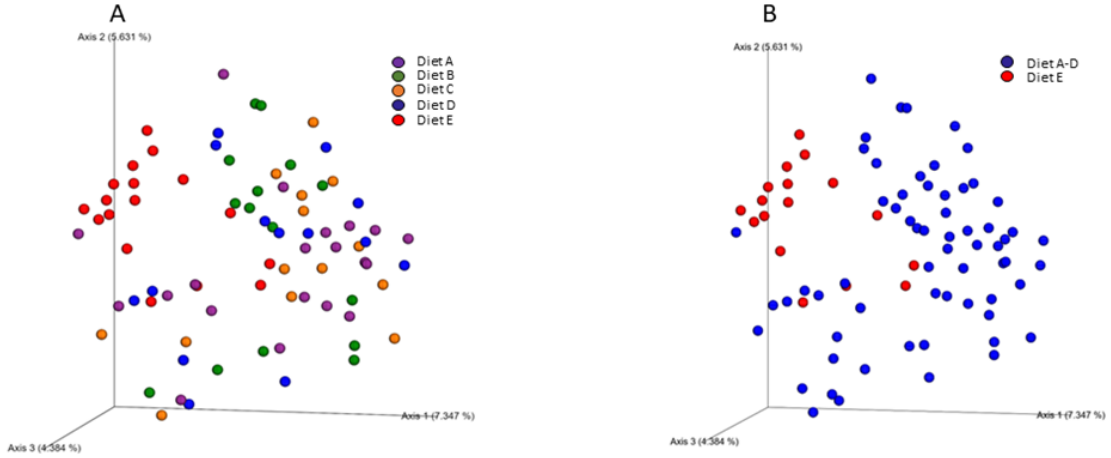 A
Axis 2 (5.631 %)
Diet A
Diet B
Diet C
Diet D
Diet E
Axis 1 (7.347 %)
Axis 3 (4.384 %)
B
Axis 2 (5.631 %)
Diet A-D
Diet E
Axis 1 (7.347 %)
Axis 3 (4.384 %)